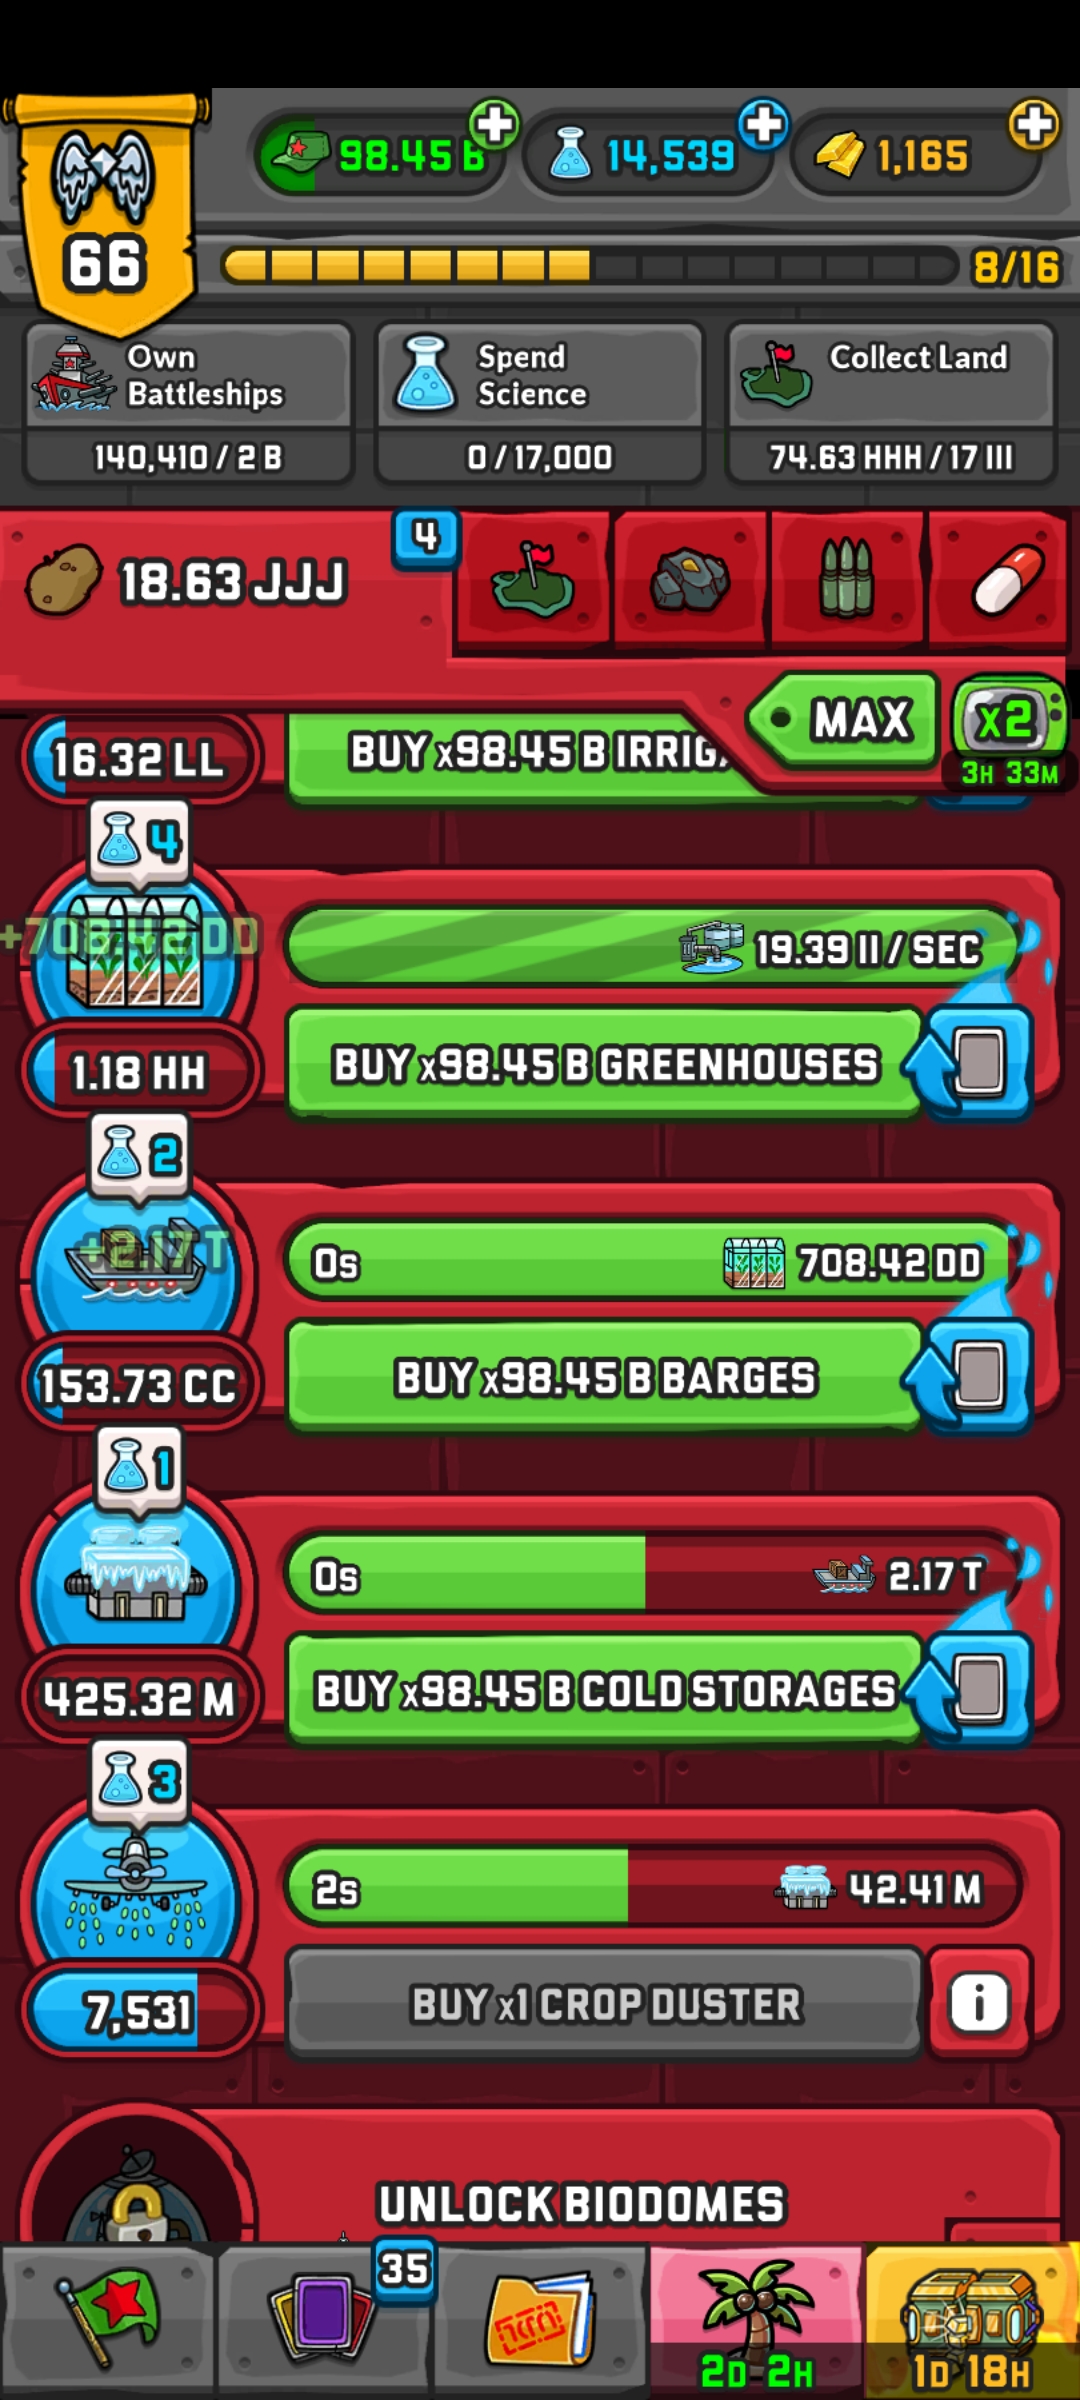 98.45 B
14,539
1,165
66
8/16
Own
Battleships
140,410 / 2 B
Spend
Science
0 / 17,000
Collect Land
74.63 HHH / 17 III
18.63 JJJ
4
MAX
x2
3H 33M
16.32 LL
BUY x98.45 B IRRIG
4
+708.42 DD
19.39 II / SEC
1.18 HH
BUY x98.45 B GREENHOUSES
2
+2.17 T
0s
708.42 DD
153.73 CC
BUY x98.45 B BARGES
1
0s
2.17 T
425.32 M
BUY x98.45 B COLD STORAGES
3
2s
42.41 M
7,531
BUY x1 CROP DUSTER
i
UNLOCK BIODOMES
35
2D 2H
1D 18H